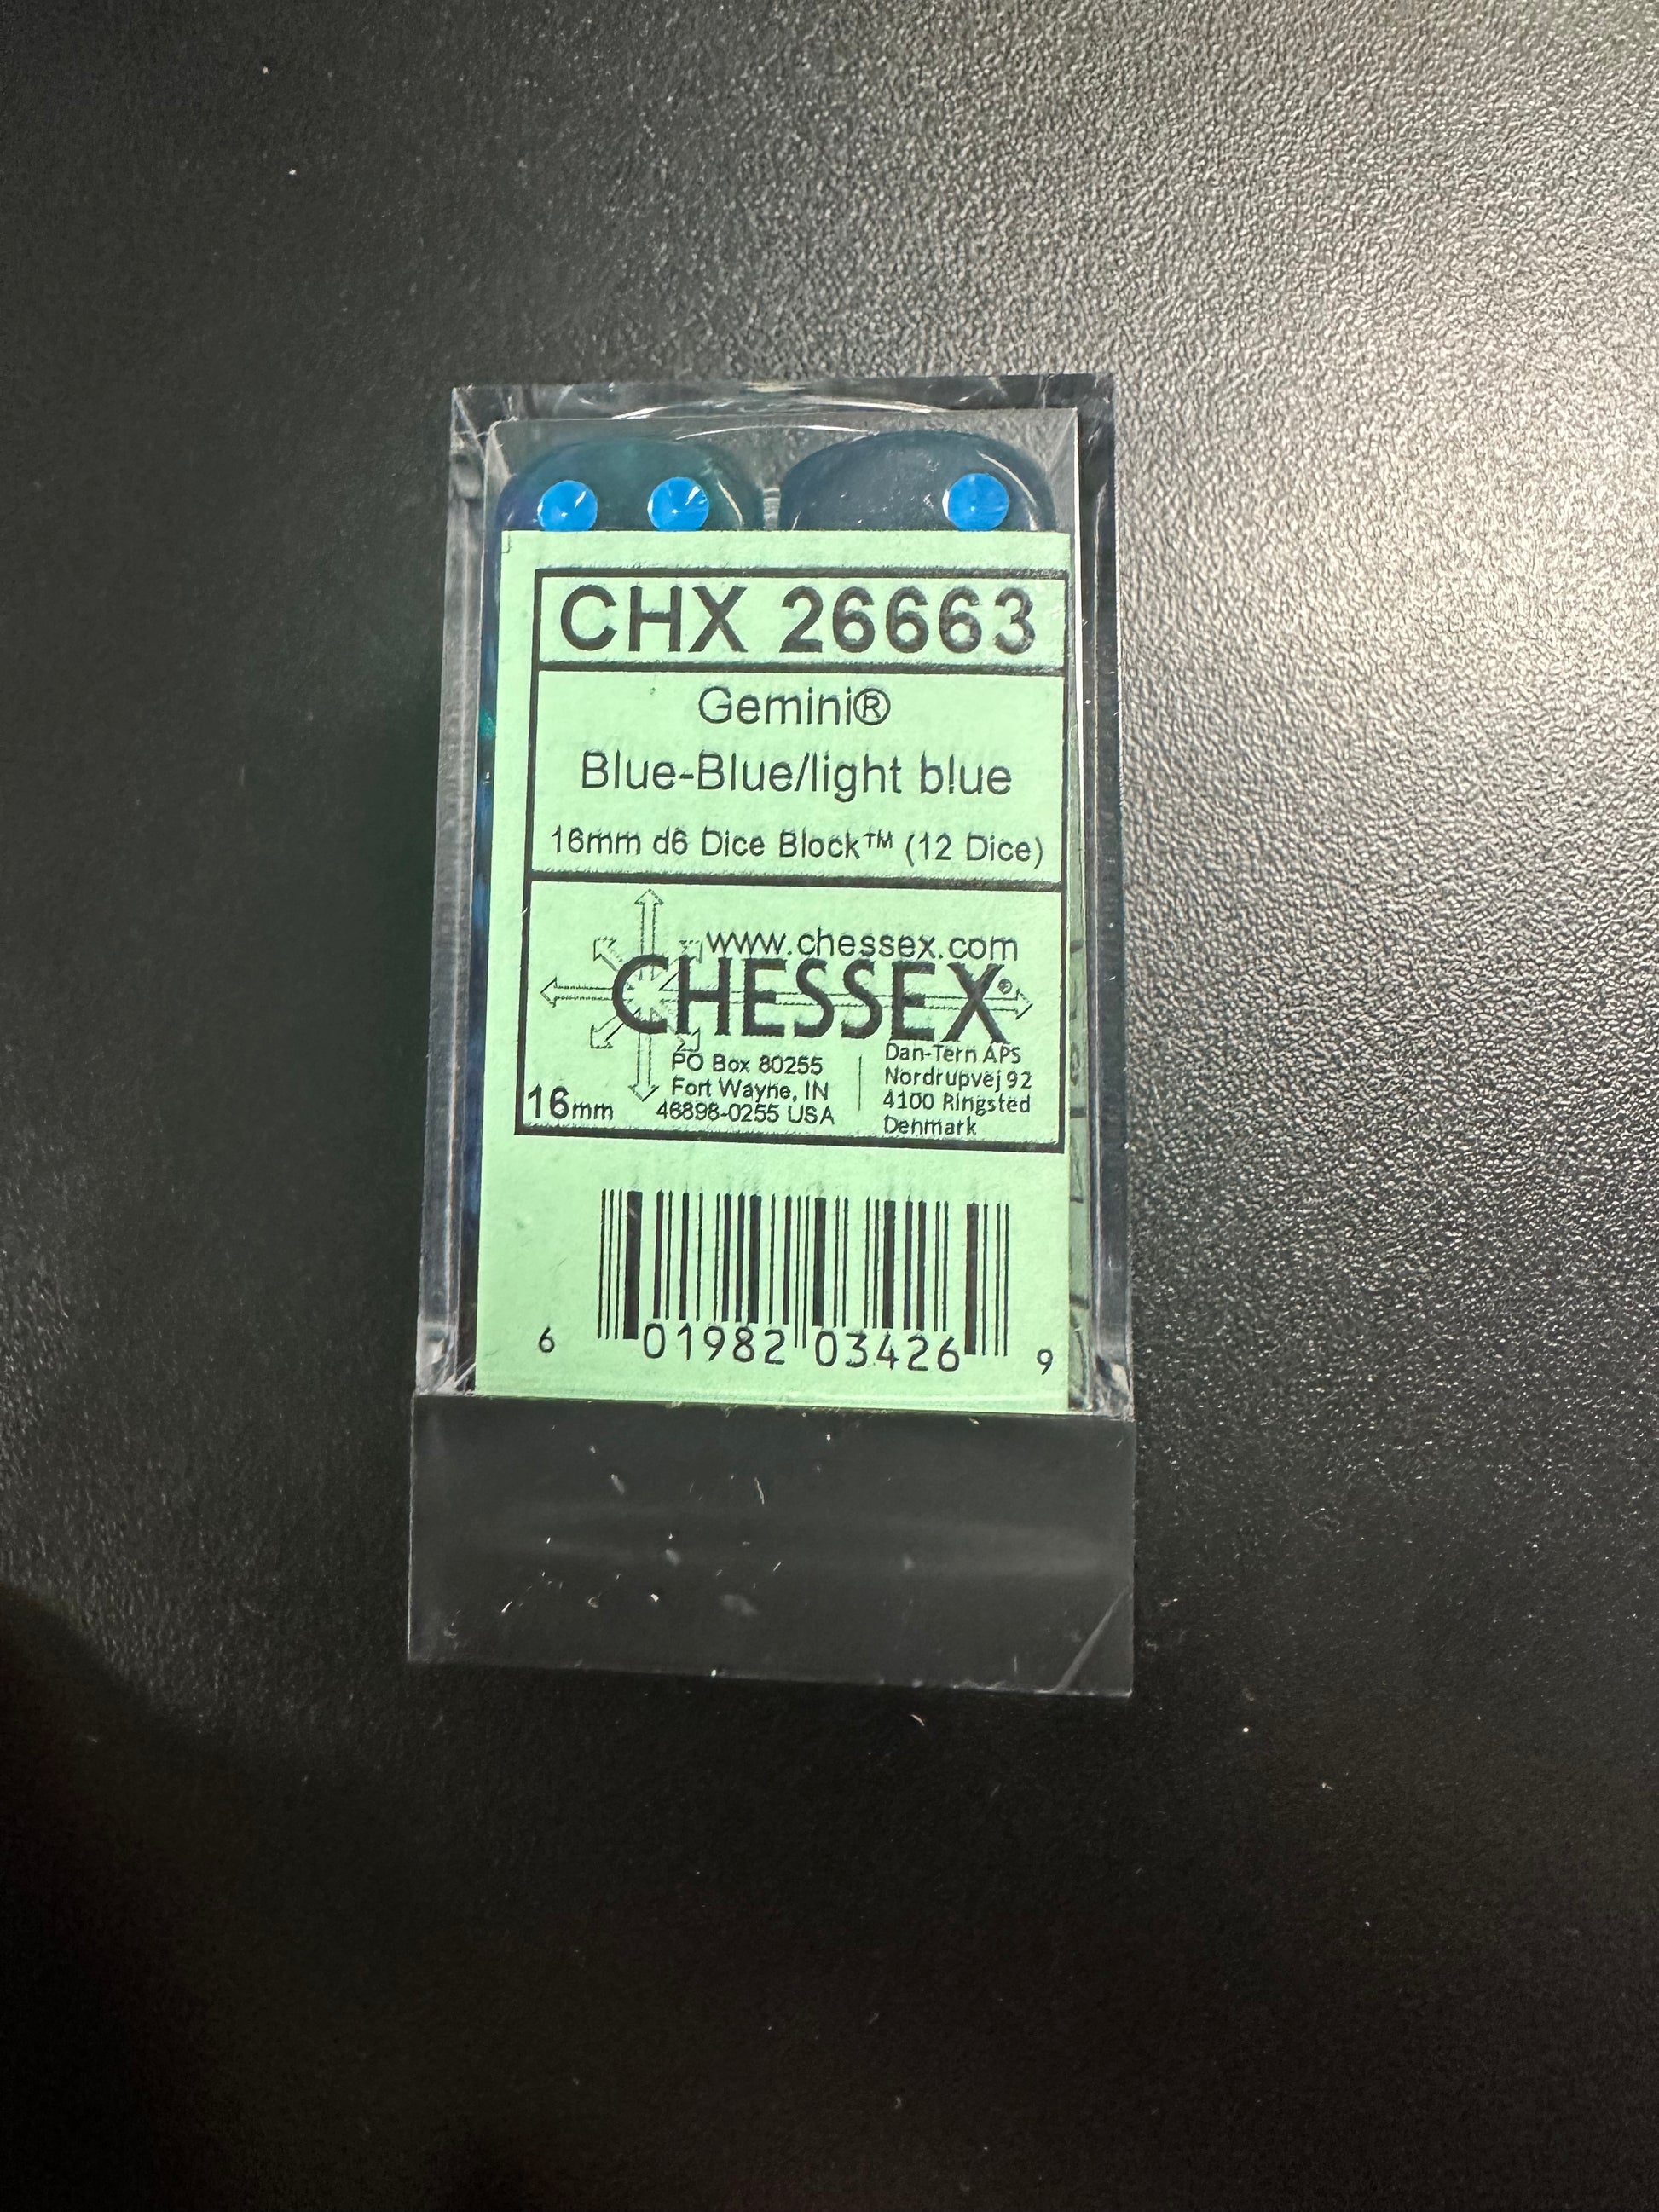 CHX 26663
Gemini®
Blue-Blue/light blue
16mm d6 Dice Block™ (12 Dice)
www.chessex.com
CHESSEX®
PO Box 80255
Fort Wayne, IN
46898-0255 USA
Dan-Tern APS
Nordrupvej 92
4100 Ringsted
Denmark
16mm
6 01982 03426 9